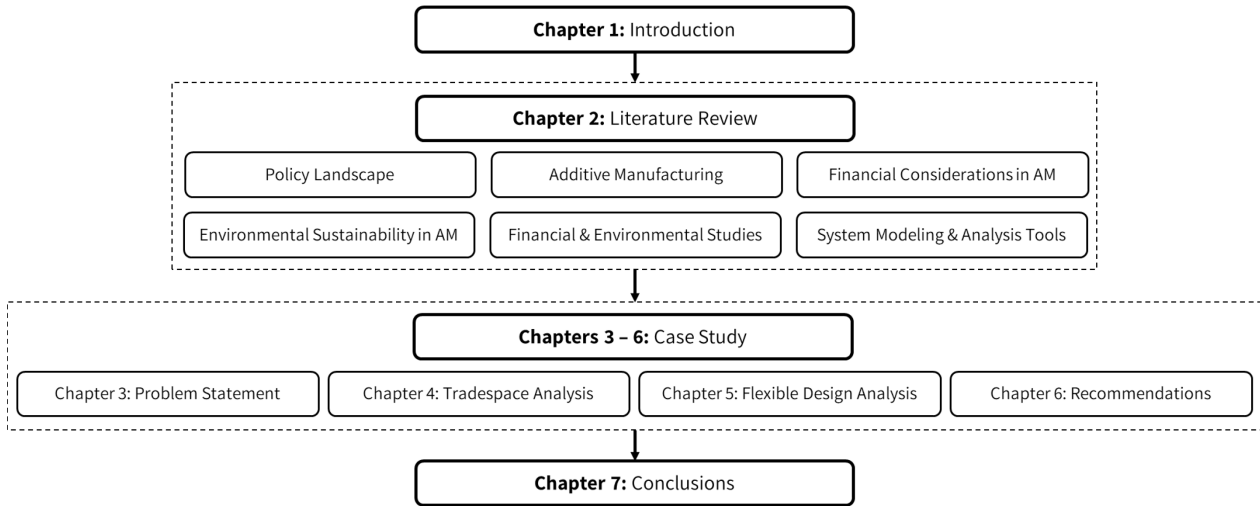 Chapter 1: Introduction
Chapter 2: Literature Review
Policy Landscape
Additive Manufacturing
Financial Considerations in AM
Environmental Sustainability in AM
Financial & Environmental Studies
System Modeling & Analysis Tools
Chapters 3 – 6: Case Study
Chapter 3: Problem Statement
Chapter 4: Tradespace Analysis
Chapter 5: Flexible Design Analysis
Chapter 6: Recommendations
Chapter 7: Conclusions